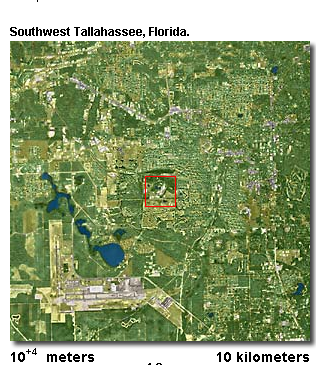 Southwest Tallahassee, Florida.
10+4 meters 10 kilometers